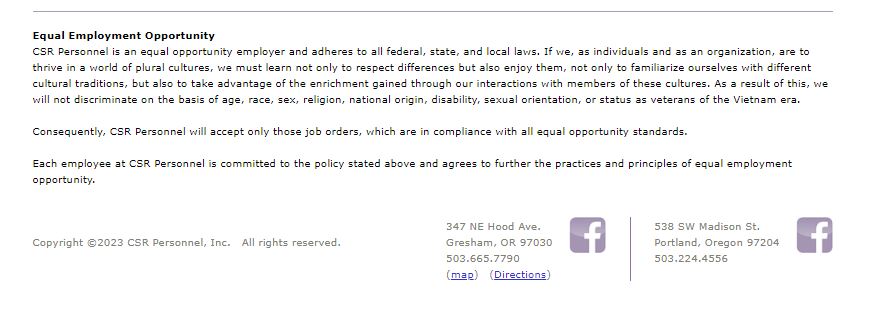 Equal Employment Opportunity
CSR Personnel is an equal opportunity employer and adheres to all federal, state, and local laws. If we, as individuals and as an organization, are to
thrive in a world of plural cultures, we must learn not only to respect differences but also enjoy them, not only to familiarize ourselves with different
cultural traditions, but also to take advantage of the enrichment gained through our interactions with members of these cultures. As a result of this, we
will not discriminate on the basis of age, race, sex, religion, national origin, disability, sexual orientation, or status as veterans of the Vietnam era.
Consequently, CSR Personnel will accept only those job orders, which are in compliance with all equal opportunity standards.
Each employee at CSR Personnel is committed to the policy stated above and agrees to further the practices and principles of equal employment
opportunity.
Copyright ©2023 CSR Personnel, Inc.   All rights reserved.
347 NE Hood Ave.
Gresham, OR 97030
503.665.7790
(map)   (Directions)
538 SW Madison St.
Portland, Oregon 97204
503.224.4556